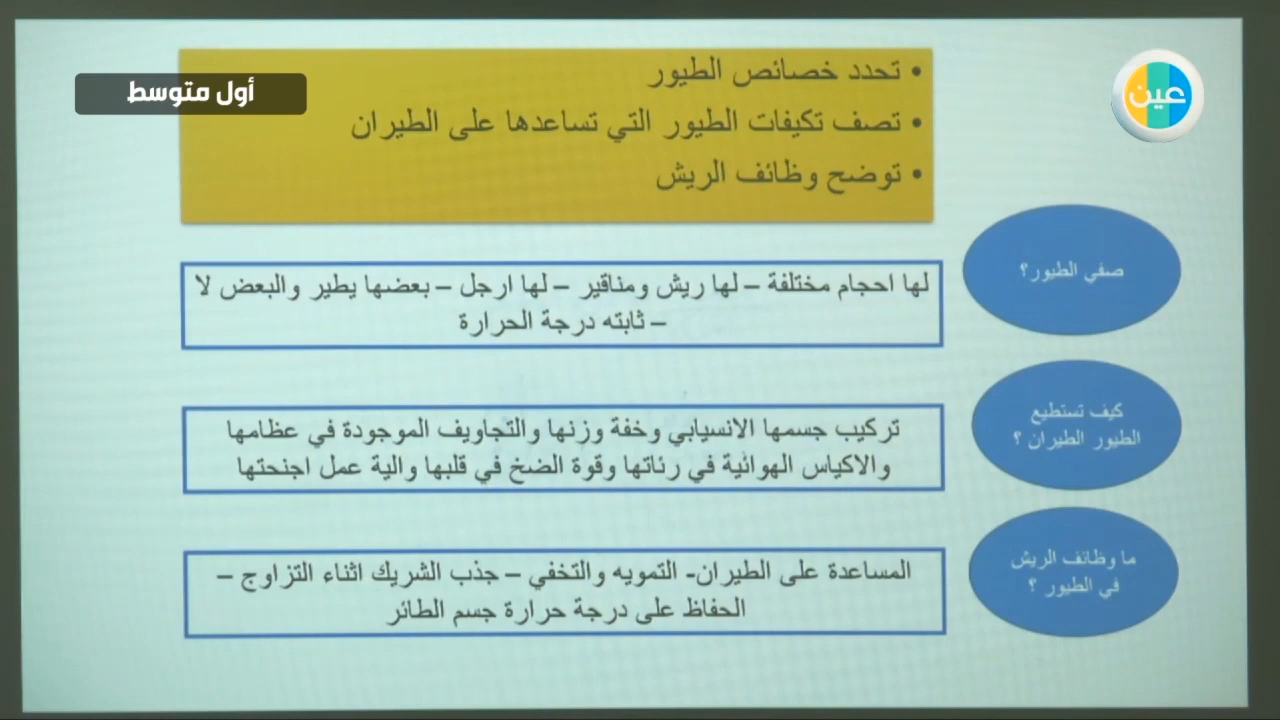 أول متوسط
عين
• تحدد خصائص الطيور
• تصف تكيفات الطيور التي تساعدها على الطيران
• توضح وظائف الريش
صفي الطيور؟
لها احجام مختلفة – لها ريش ومناقير – لها ارجل – بعضها يطير والبعض لا
– ثابته درجة الحرارة
كيف تستطيع
الطيور الطيران ؟
تركيب جسمها الانسيابي وخفة وزنها والتجاويف الموجودة في عظامها
والاكياس الهوائية في رئاتها وقوة الضخ في قلبها والية عمل اجنحتها
ما وظائف الريش
في الطيور ؟
المساعدة على الطيران- التمويه والتخفي – جذب الشريك اثناء التزاوج –
الحفاظ على درجة حرارة جسم الطائر